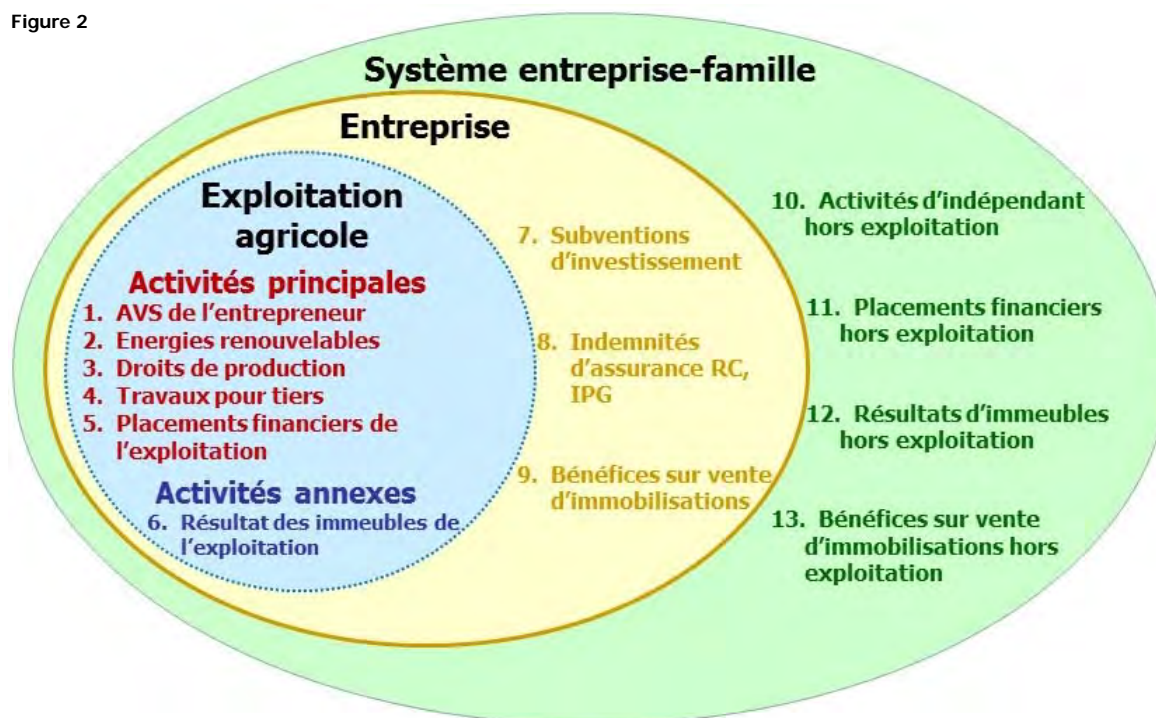 Figure 2
Système entreprise-famille
Entreprise
Exploitation
agricole
Activités principales
1. AVS de l'entrepreneur
2. Energies renouvelables
3. Droits de production
4. Travaux pour tiers
5. Placements financiers de
l'exploitation
Activités annexes
6. Résultat des immeubles de
l'exploitation
7. Subventions
d'investissement
8. Indemnités
d'assurance RC,
IPG
9. Bénéfices sur vente
d'immobilisations
10. Activités d'indépendant
hors exploitation
11. Placements financiers
hors exploitation
12. Résultats d'immeubles
hors exploitation
13. Bénéfices sur vente
d'immobilisations hors
exploitation